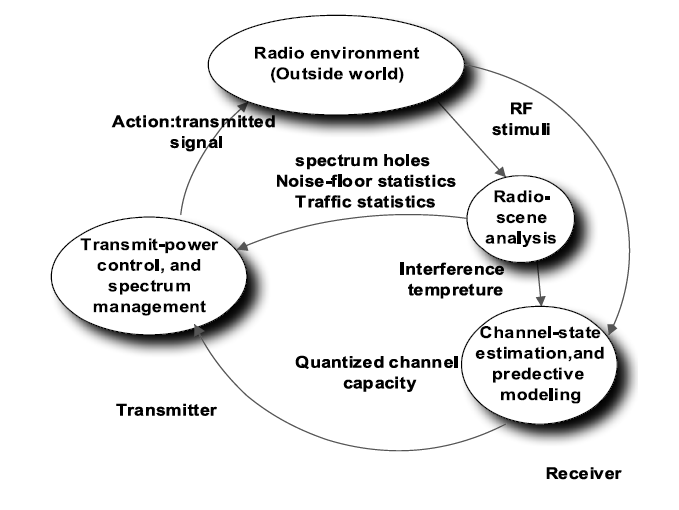 Radio environment
(Outside world)
RF
stimuli
Action:transmitted
signal
spectrum holes
Noise-floor statistics
Traffic statistics
Radio-
scene
analysis
Transmit-power
control, and
spectrum
management
Interference
tempreture
Channel-state
estimation,and
predective
modeling
Quantized channel
capacity
Transmitter
Receiver